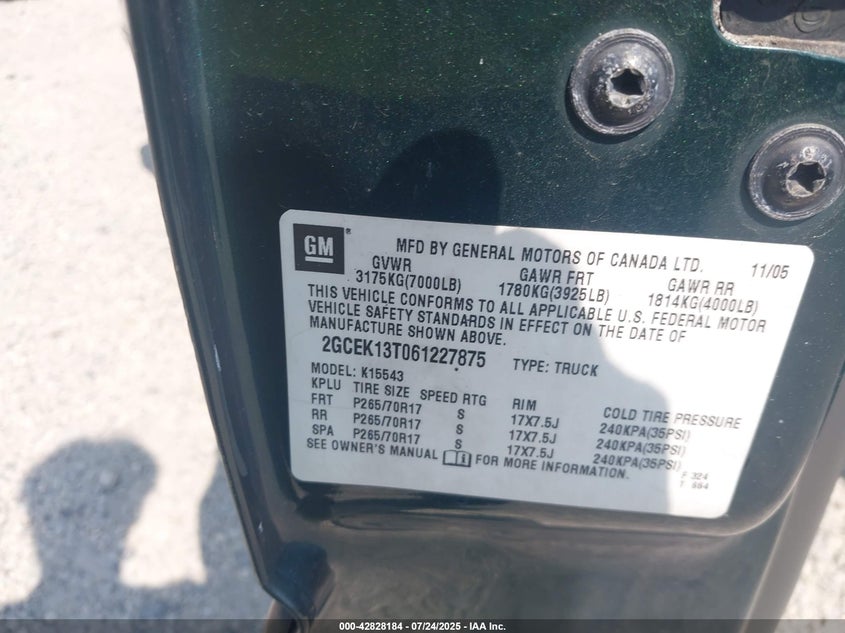 GM ® MFD BY GENERAL MOTORS OF CANADA LTD. 11/05
GVWR GAWR FRT GAWR RR
3175KG(7000LB) 1780KG(3925LB) 1814KG(4000LB)
THIS VEHICLE CONFORMS TO ALL APPLICABLE U.S. FEDERAL MOTOR
VEHICLE SAFETY STANDARDS IN EFFECT ON THE DATE OF
MANUFACTURE SHOWN ABOVE.
2GCEK13T061227875 TYPE: TRUCK
MODEL: K15543
KPLU TIRE SIZE SPEED RTG RIM COLD TIRE PRESSURE
FRT P265/70R17 S 17X7.5J 240KPA(35PSI)
RR P265/70R17 S 17X7.5J 240KPA(35PSI)
SPA P265/70R17 S 17X7.5J 240KPA(35PSI)
SEE OWNER'S MANUAL FOR MORE INFORMATION.
F 324
T 664
000-42828184 / 07/24/2025 - IAA Inc.